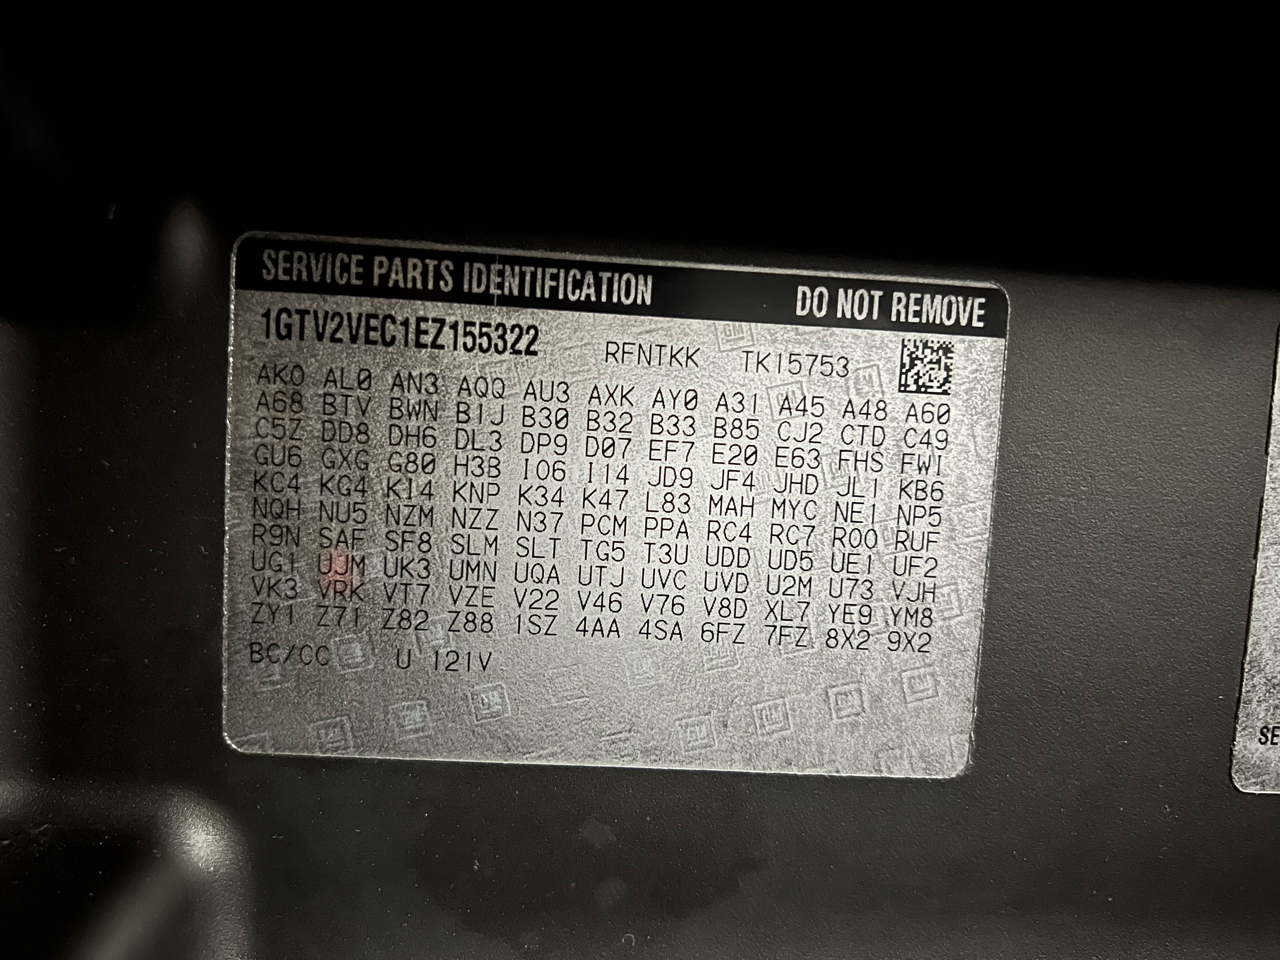 SERVICE PARTS IDENTIFICATION DO NOT REMOVE
1GTV2VEC1EZ155322 RFNTKK TK15753
AK0 AL0 AN3 AQQ AU3 AXK AY0 A31 A45 A48 A60
A68 BTV BWN B1J B30 B32 B33 B85 CJ2 CTD C49
C5Z DD8 DH6 DL3 DP9 D07 EF7 E20 E63 FHS FW1
GU6 GXG G80 H3B I06 I14 JD9 JF4 JHD JL1 KB6
KC4 KG4 K14 KNP K34 K47 L83 MAH MYC NE1 NP5
NQH NU5 NZM NZZ N37 PCM PPA RC4 RC7 R00 RUF
R9N SAF SF8 SLM SLT TG5 T3U UDD UD5 UE1 UF2
UG1 UJM UK3 UMN UQA UTJ UVC UVD U2M U73 VJH
VK3 VRK VT7 VZE V22 V46 V76 V8D XL7 YE9 YM8
ZY1 Z71 Z82 Z88 1SZ 4AA 4SA 6FZ 7FZ 8X2 9X2
BC/CC U 121V
SE